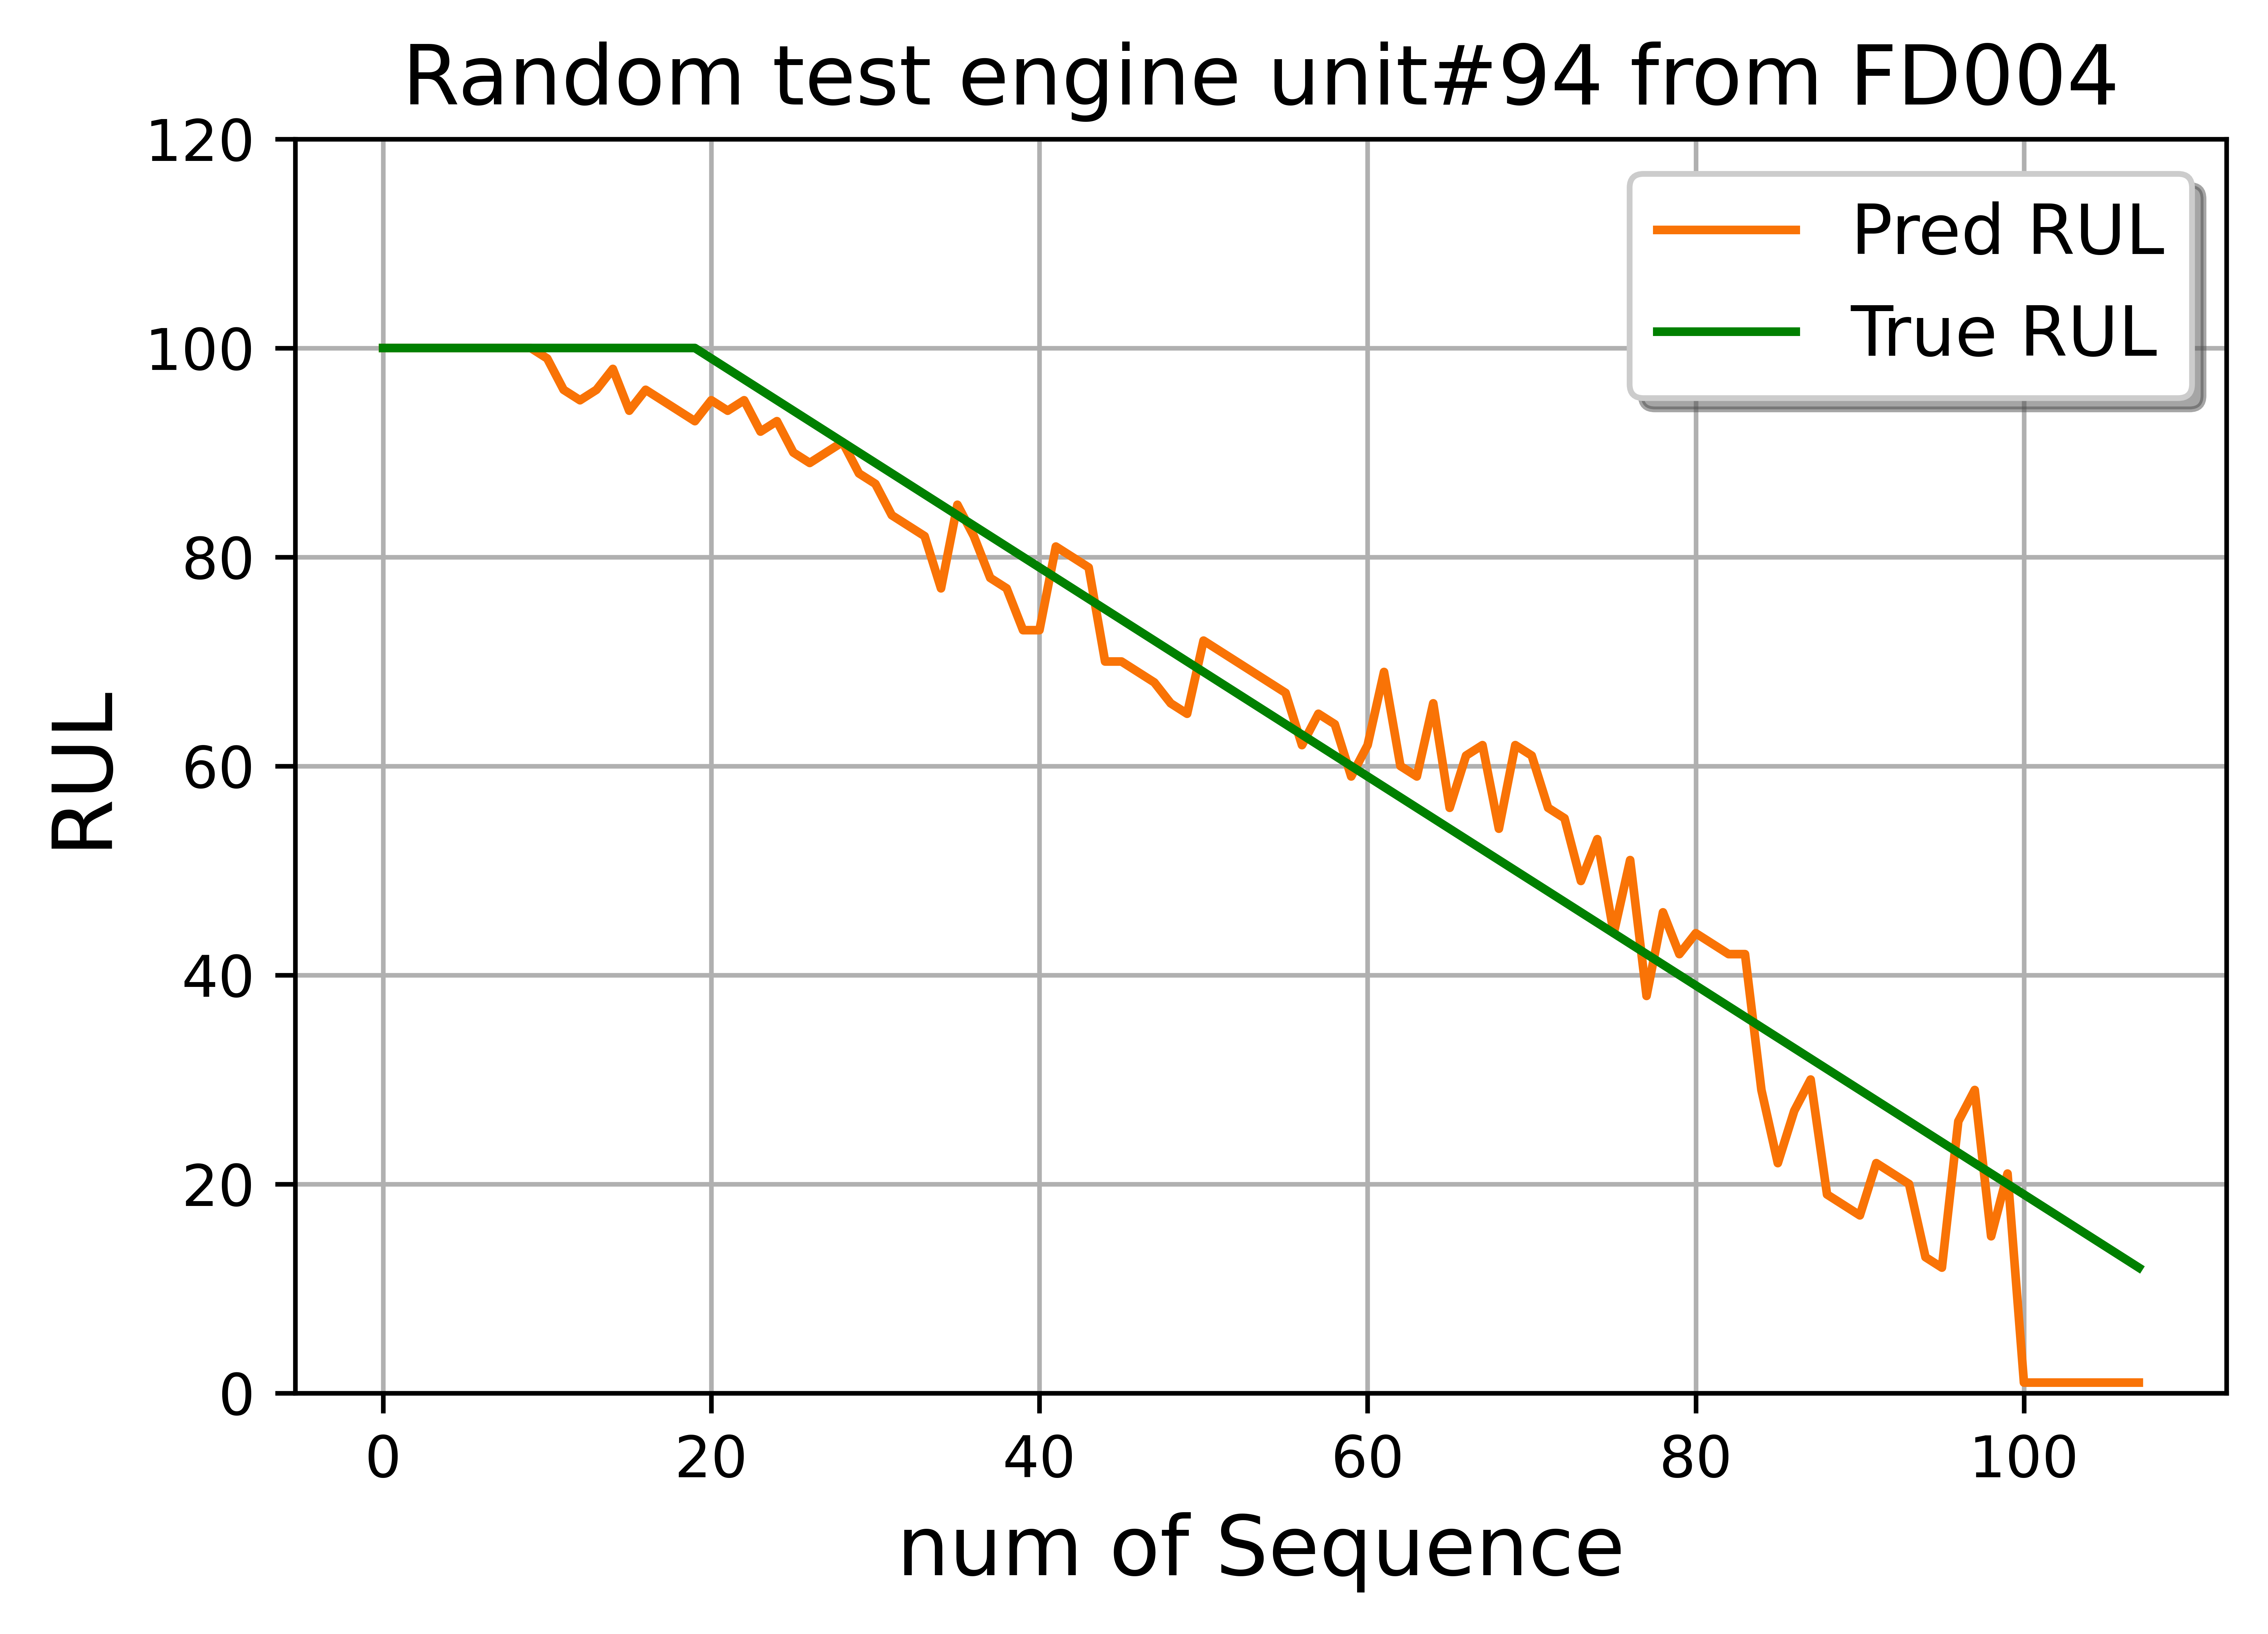 Random test engine unit#94 from FD004
120
100
80
60
40
20
0
RUL
Pred RUL
True RUL
0 20 40 60 80 100
num of Sequence